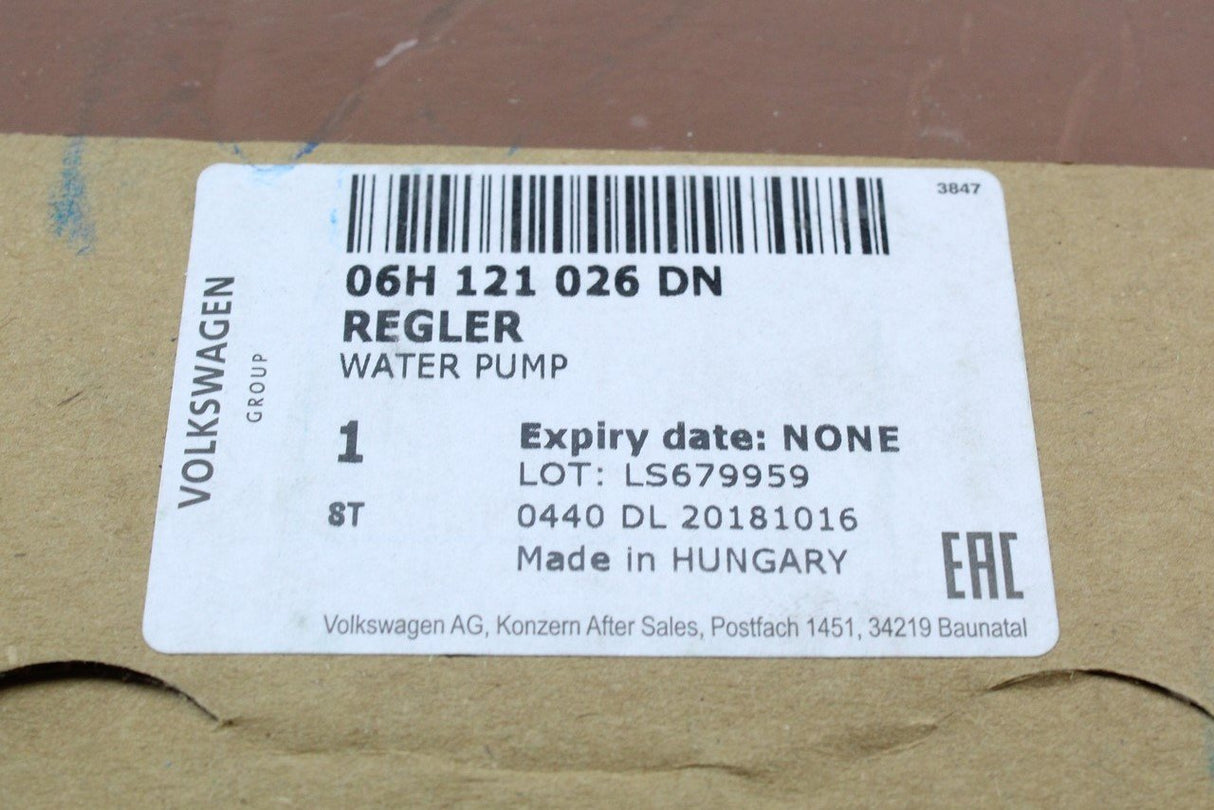 3847
06H 121 026 DN
REGLER
WATER PUMP
VOLKSWAGEN
GROUP
1
ST
Expiry date: NONE
LOT: LS679959
0440 DL 20181016
Made in HUNGARY
EAC
Volkswagen AG, Konzern After Sales, Postfach 1451, 34219 Baunatal